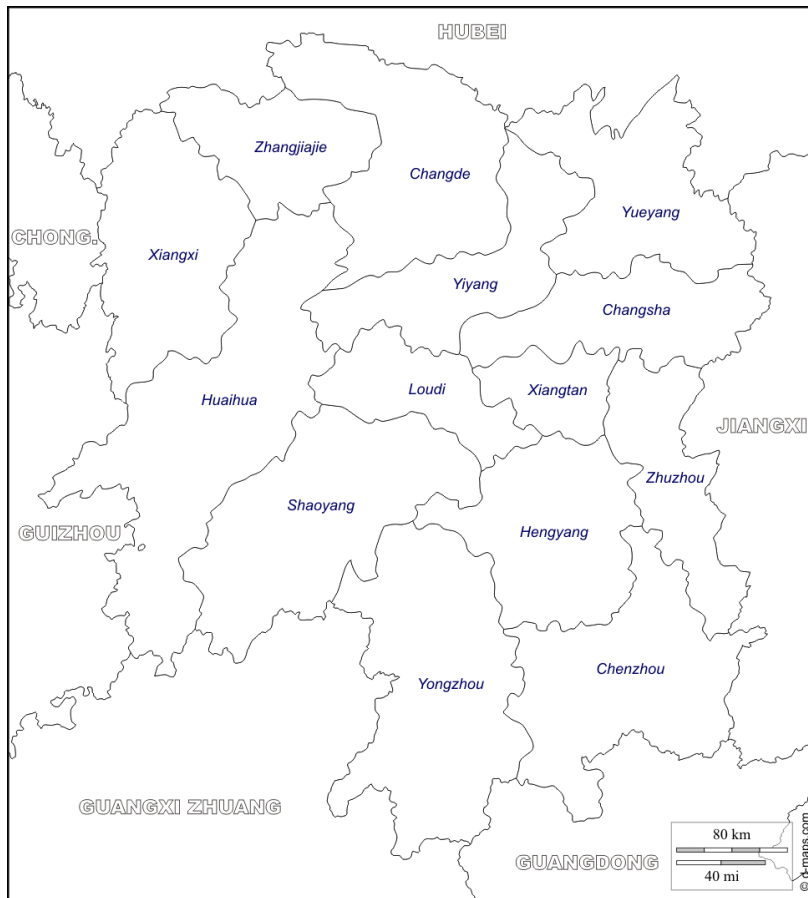 HUBEI
Zhangjiajie
Changde
Yueyang
CHONG.
Xiangxi
Yiyang
Changsha
Huaihua
Loudi
Xiangtan
JIANGXI
Zhuzhou
Shaoyang
GUIZHOU
Hengyang
Yongzhou
Chenzhou
GUANGXI ZHUANG
GUANGDONG
80 km
40 mi
© d-maps.com